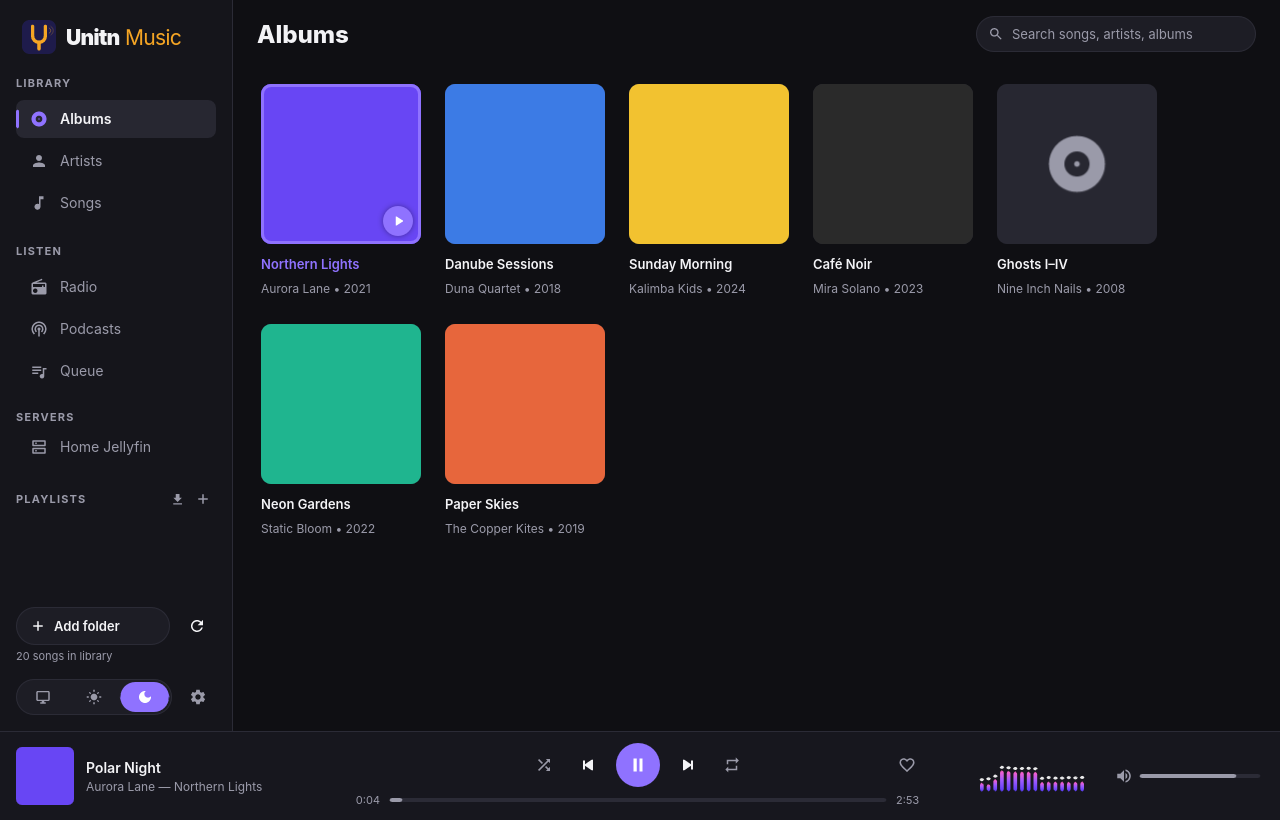 Unitn Music
LIBRARY
Albums
Artists
Songs
LISTEN
Radio
Podcasts
Queue
SERVERS
Home Jellyfin
PLAYLISTS
Add folder
20 songs in library
Albums
Search songs, artists, albums
Northern Lights
Aurora Lane • 2021
Danube Sessions
Duna Quartet • 2018
Sunday Morning
Kalimba Kids • 2024
Café Noir
Mira Solano • 2023
Ghosts I–IV
Nine Inch Nails • 2008
Neon Gardens
Static Bloom • 2022
Paper Skies
The Copper Kites • 2019
Polar Night
Aurora Lane — Northern Lights
0:04
2:53